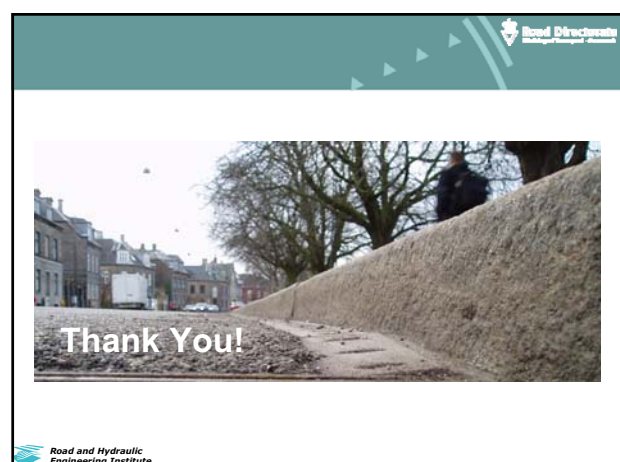 Road Directorate
Thank You!
Road and Hydraulic
Engineering Institute